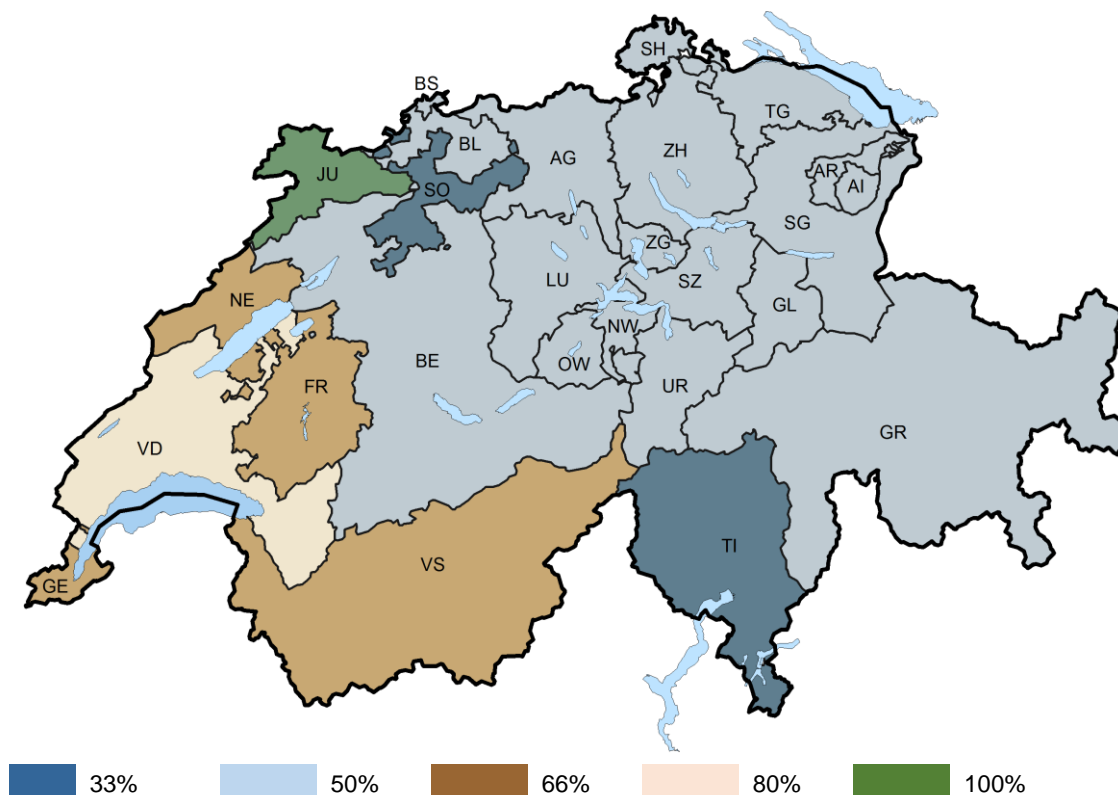 SH
BS
TG
BL
AG
ZH
AR
JU
SO
AI
SG
ZG
LU
SZ
NE
GL
NW
BE
OW
FR
UR
GR
VD
TI
VS
GE
33% 50% 66% 80% 100%